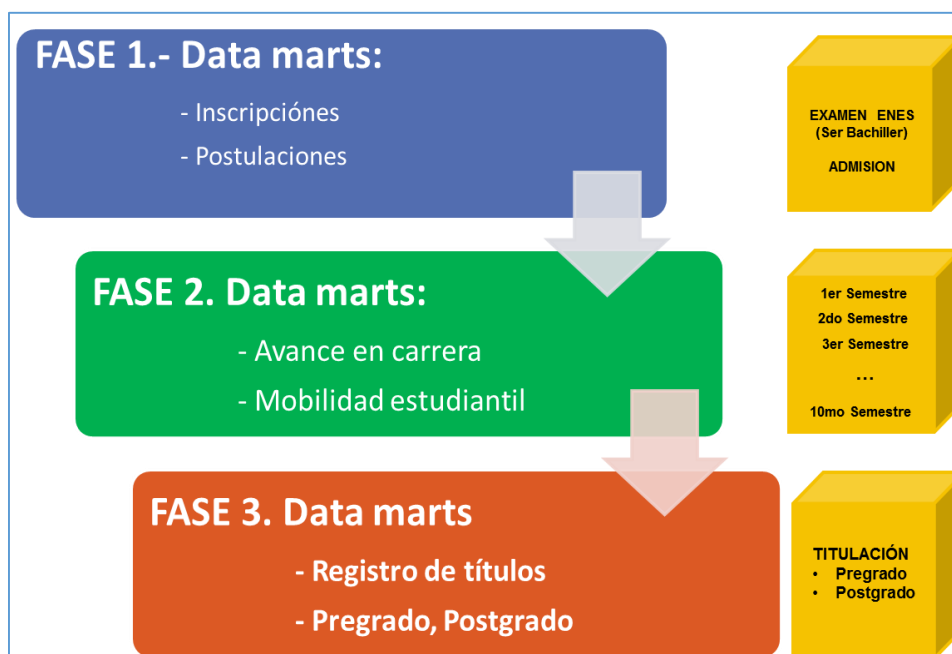 FASE 1.- Data marts:
- Inscripciónes
- Postulaciones
EXAMEN ENES
(Ser Bachiller)
ADMISION
FASE 2. Data marts:
- Avance en carrera
- Mobilidad estudiantil
1er Semestre
2do Semestre
3er Semestre
...
10mo Semestre
FASE 3. Data marts
- Registro de títulos
- Pregrado, Postgrado
TITULACIÓN
• Pregrado
• Postgrado